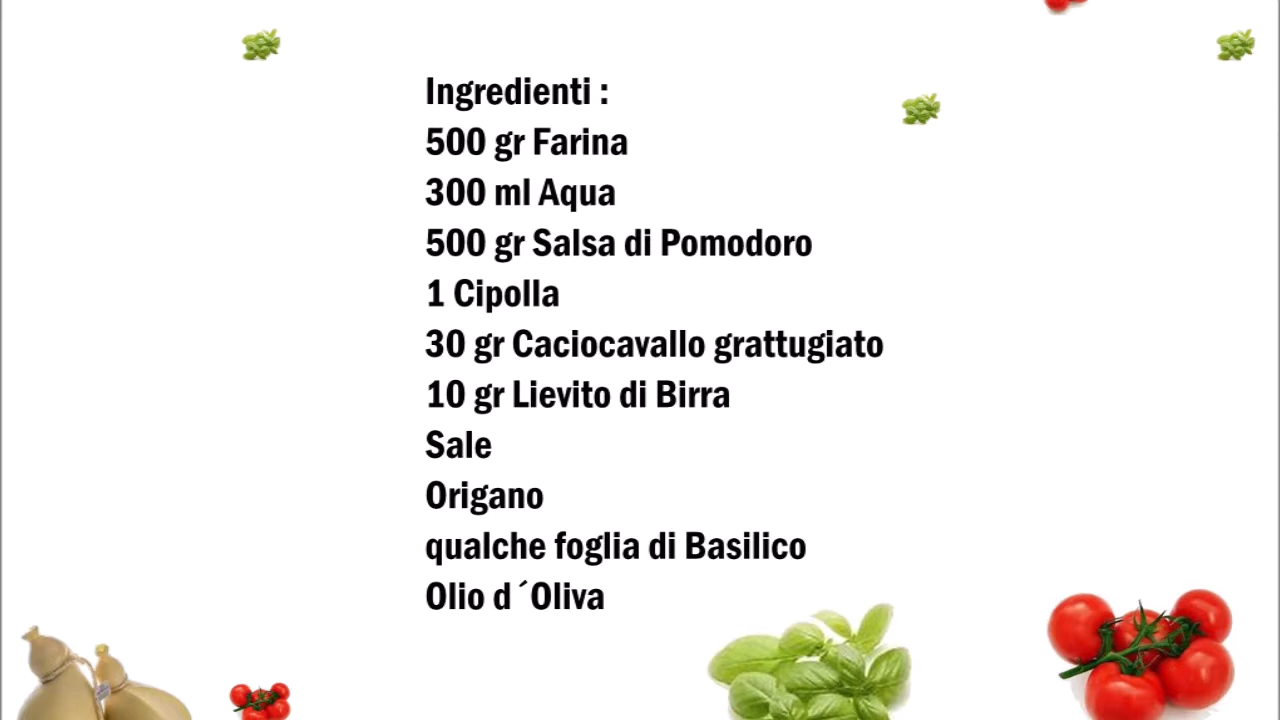 Ingredienti :
500 gr Farina
300 ml Aqua
500 gr Salsa di Pomodoro
1 Cipolla
30 gr Caciocavallo grattugiato
10 gr Lievito di Birra
Sale
Origano
qualche foglia di Basilico
Olio d´Oliva